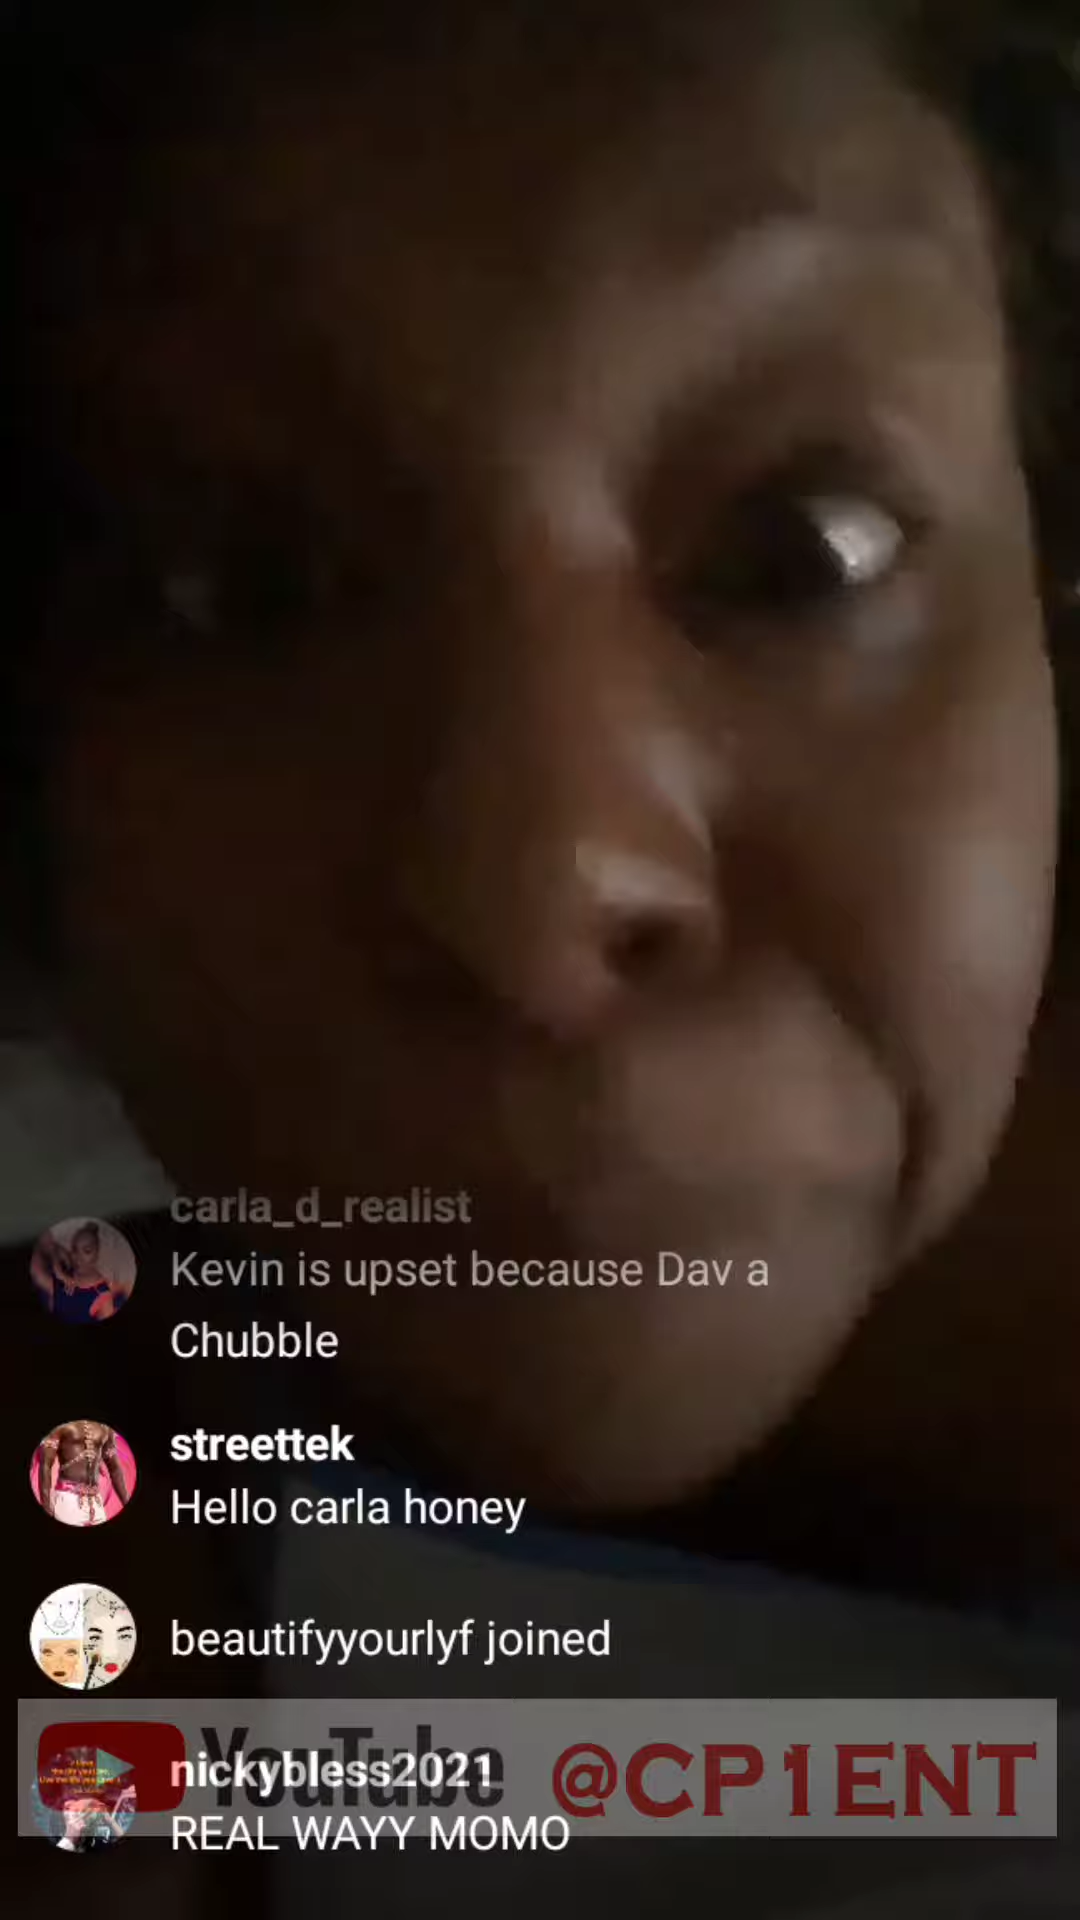 carla_d_realist
Kevin is upset because Dav a
Chubble
streettek
Hello carla honey
beautifyyourlyf joined
YouTube @CP1ENT
nickybless2021
REAL WAYY MOMO